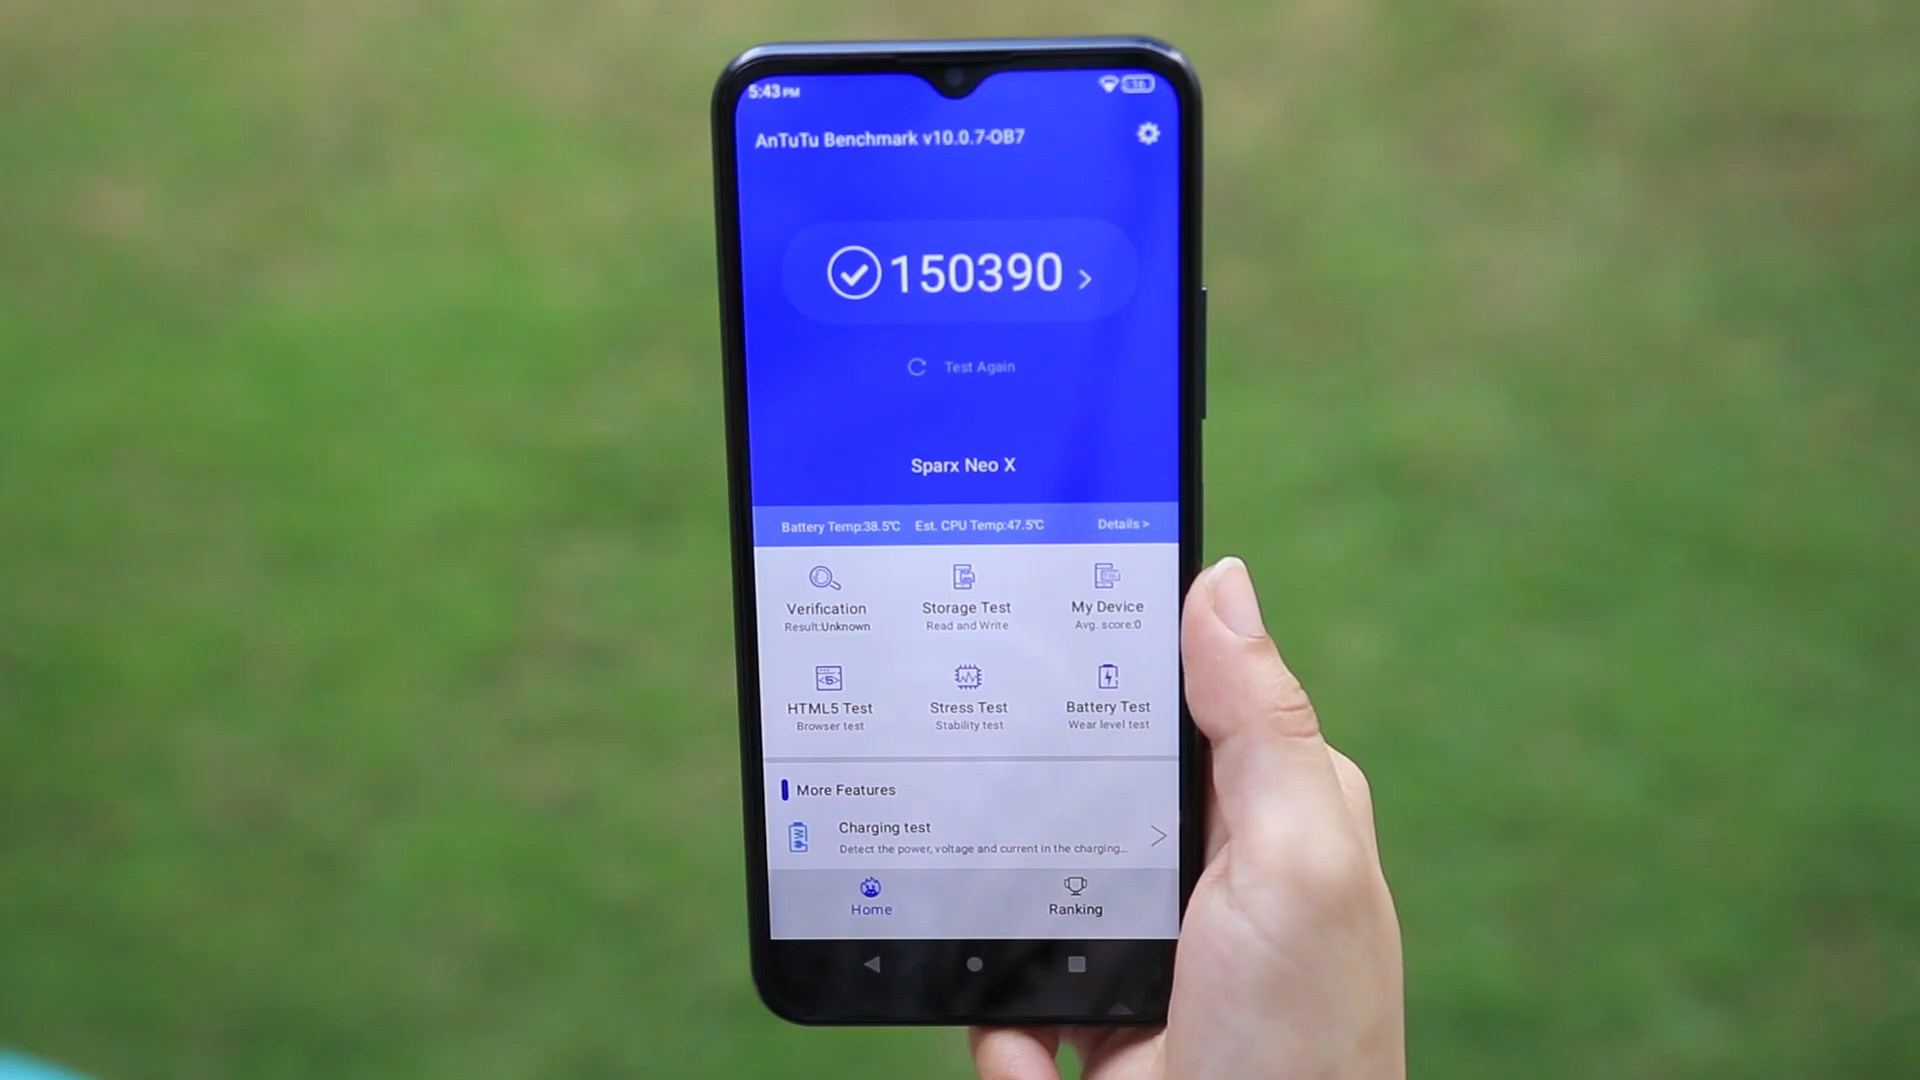 5:43 PM
AnTuTu Benchmark v10.0.7-OB7
150390 >
Test Again
Sparx Neo X
Battery Temp:38.5℃ Est. CPU Temp:47.5℃ Details >
Verification Storage Test My Device
Result:Unknown Read and Write Avg. score:0
HTML5 Test Stress Test Battery Test
Browser test Stability test Wear level test
More Features
Charging test
Detect the power, voltage and current in the charging...
Home Ranking